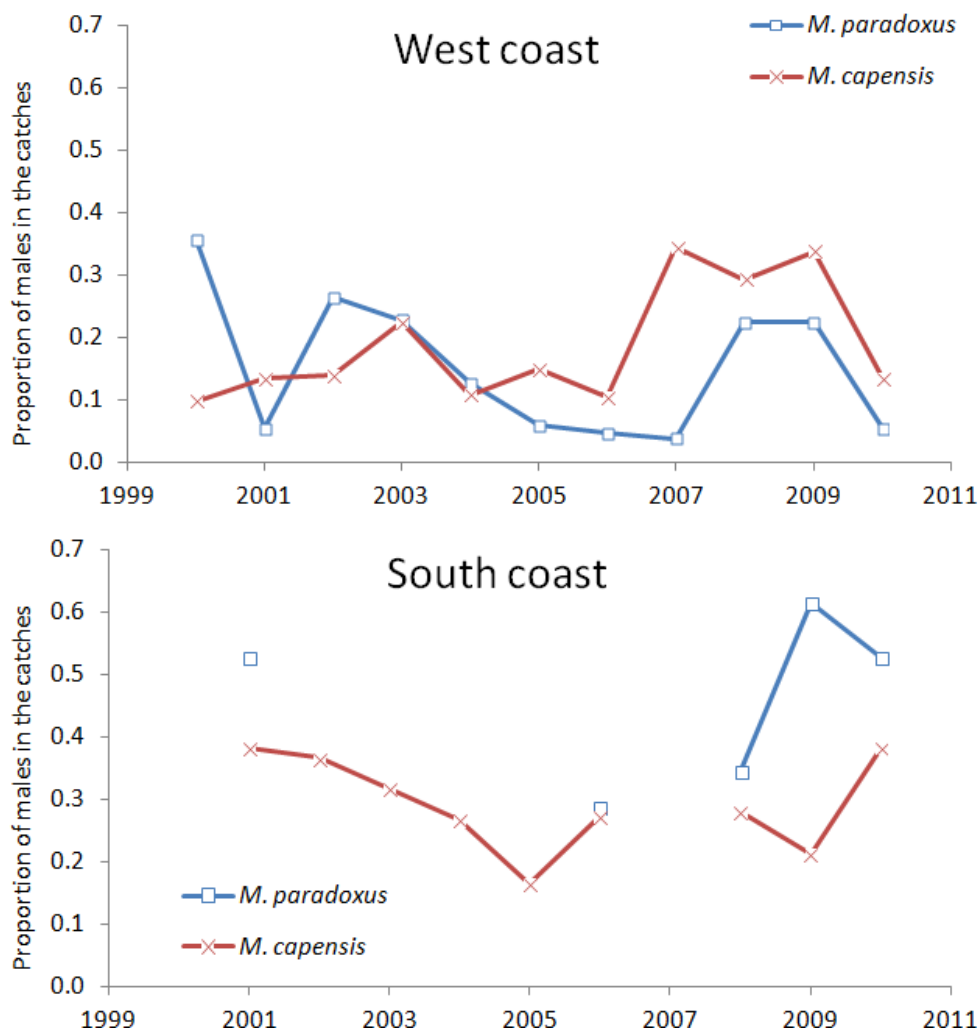 West coast
M. paradoxus
M. capensis
Proportion of males in the catches
0.7
0.6
0.5
0.4
0.3
0.2
0.1
0.0
1999 2001 2003 2005 2007 2009 2011
South coast
Proportion of males in the catches
0.7
0.6
0.5
0.4
0.3
0.2
0.1
0.0
M. paradoxus
M. capensis
1999 2001 2003 2005 2007 2009 2011